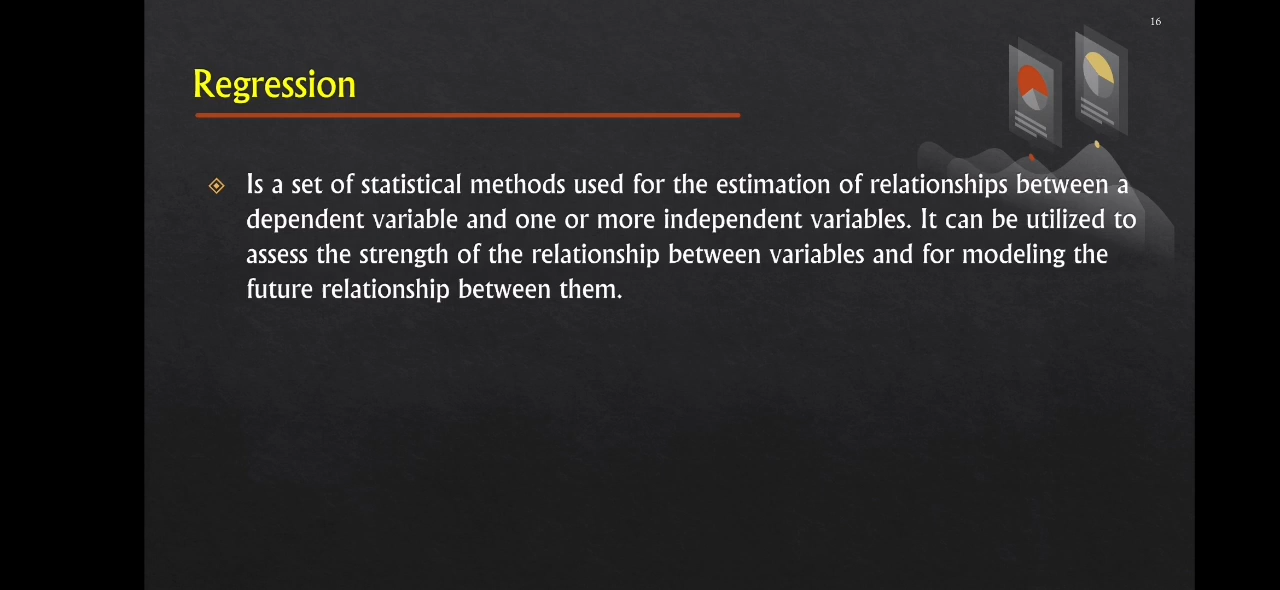 16
Regression
Is a set of statistical methods used for the estimation of relationships between a
dependent variable and one or more independent variables. It can be utilized to
assess the strength of the relationship between variables and for modeling the
future relationship between them.